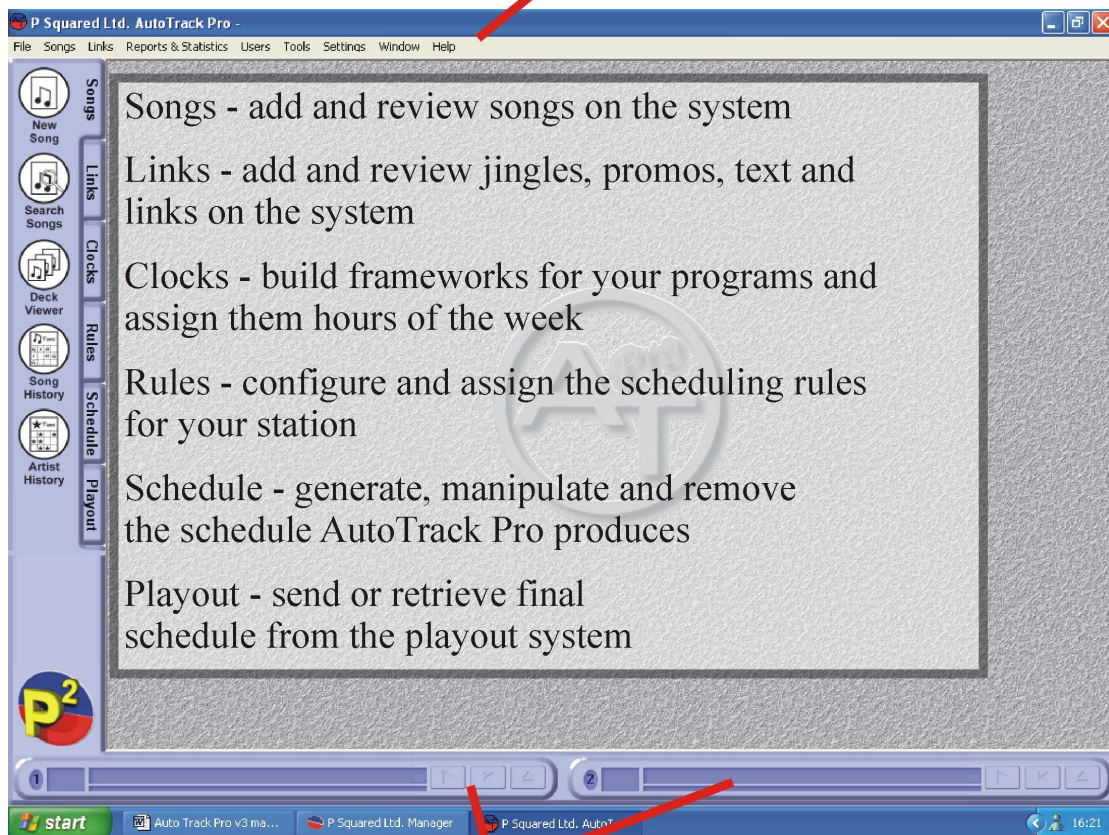 P Squared Ltd. AutoTrack Pro -
File Songs Links Reports & Statistics Users Tools Settings Window Help
New
Song
Search
Songs
Deck
Viewer
Song
History
Artist
History
Songs
Links
Clocks
Rules
Schedule
Playout
Songs - add and review songs on the system
Links - add and review jingles, promos, text and
links on the system
Clocks - build frameworks for your programs and
assign them hours of the week
Rules - configure and assign the scheduling rules
for your station
Schedule - generate, manipulate and remove
the schedule AutoTrack Pro produces
Playout - send or retrieve final
schedule from the playout system
AT pro
P2
1
2
start
Auto Track Pro v3 ma...
P Squared Ltd. Manager
P Squared Ltd. AutoT
16:21